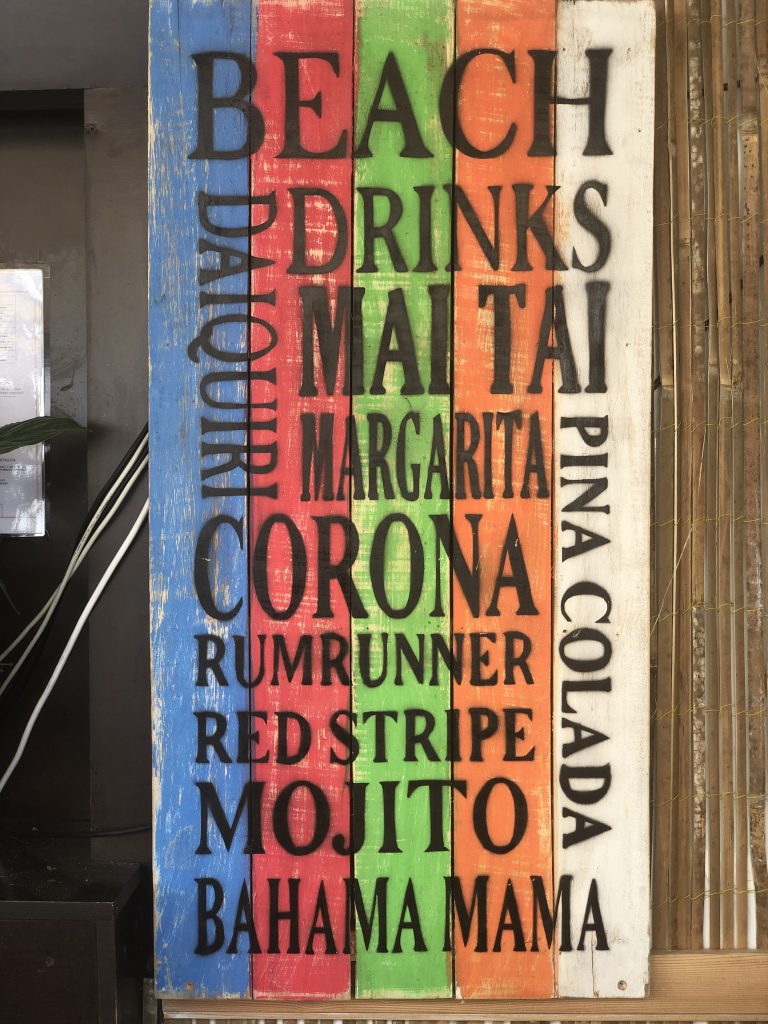 BEACH
DRINKS
DAIQUIRI
MAI TAI
MARGARITA
PINA COLADA
CORONA
RUMRUNNER
RED STRIPE
MOJITO
BAHAMA MAMA